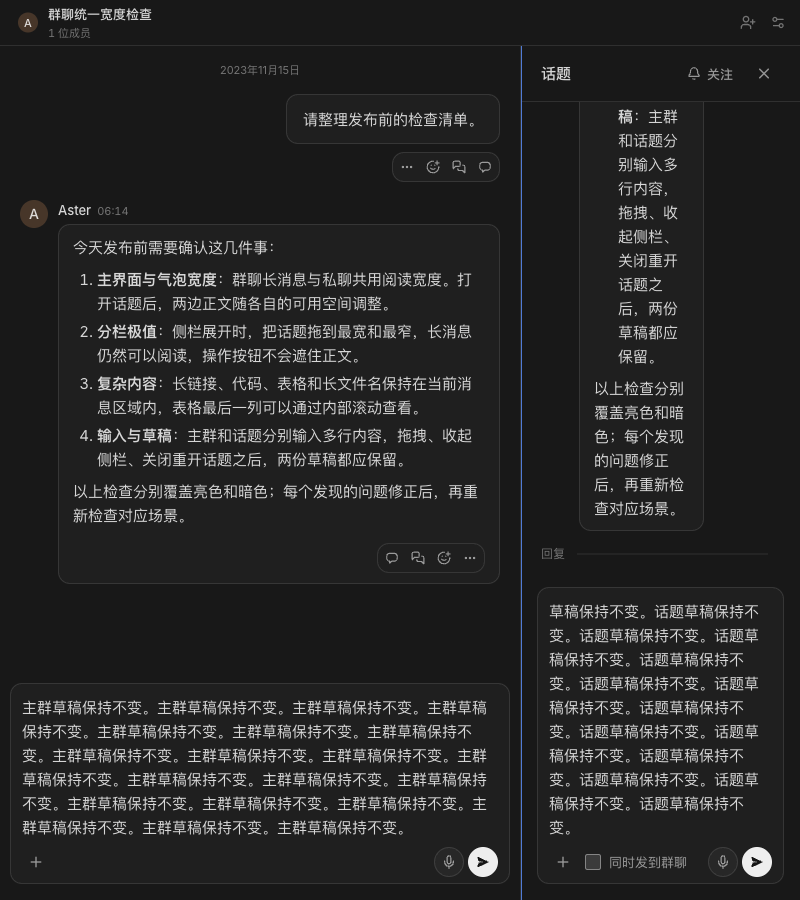 A
群聊统一宽度检查
1 位成员
2023年11月15日
请整理发布前的检查清单。
A
Aster 06:14
今天发布前需要确认这几件事：
1. 主界面与气泡宽度：群聊长消息与私聊共用阅读宽度。打
开话题后，两边正文随各自的可用空间调整。
2. 分栏极值：侧栏展开时，把话题拖到最宽和最窄，长消息
仍然可以阅读，操作按钮不会遮住正文。
3. 复杂内容：长链接、代码、表格和长文件名保持在当前消
息区域内，表格最后一列可以通过内部滚动查看。
4. 输入与草稿：主群和话题分别输入多行内容，拖拽、收起
侧栏、关闭重开话题之后，两份草稿都应保留。
以上检查分别覆盖亮色和暗色；每个发现的问题修正后，再重
新检查对应场景。
主群草稿保持不变。主群草稿保持不变。主群草稿保持不变。主群草稿
保持不变。主群草稿保持不变。主群草稿保持不变。主群草稿保持不
变。主群草稿保持不变。主群草稿保持不变。主群草稿保持不变。主群
草稿保持不变。主群草稿保持不变。主群草稿保持不变。主群草稿保持
不变。主群草稿保持不变。主群草稿保持不变。主群草稿保持不变。主
群草稿保持不变。主群草稿保持不变。主群草稿保持不变。
话题
关注
稿：主群
和话题分
别输入多
行内容，
拖拽、收
起侧栏、
关闭重开
话题之
后，两份
草稿都应
保留。
以上检查分别
覆盖亮色和暗
色；每个发现
的问题修正
后，再重新检
查对应场景。
回复
草稿保持不变。话题草稿保持不
变。话题草稿保持不变。话题草
稿保持不变。话题草稿保持不
变。话题草稿保持不变。话题草
稿保持不变。话题草稿保持不
变。话题草稿保持不变。话题草
稿保持不变。话题草稿保持不
变。话题草稿保持不变。话题草
稿保持不变。话题草稿保持不
变。
同时发到群聊